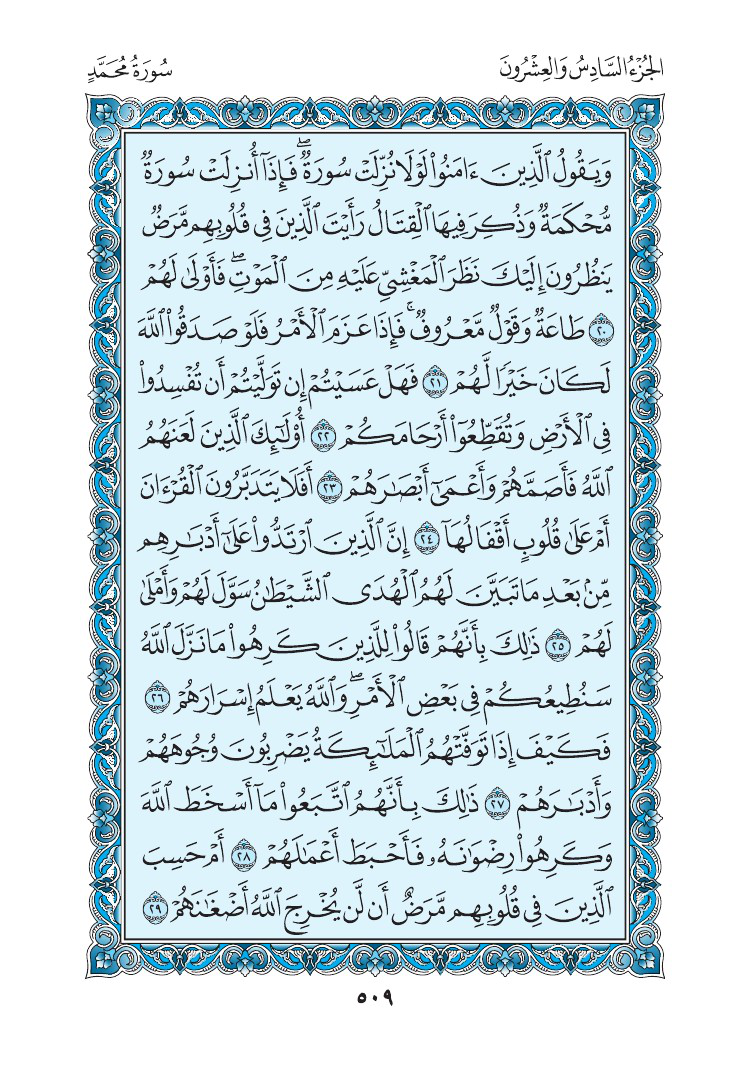 الجُزْءُ السَّادِسُ وَالعِشْرُونَ
سُورَةُ مُحَمَّدٍ
وَيَقُولُ ٱلَّذِينَ ءَامَنُوا۟ لَوْلَا نُزِّلَتْ سُورَةٌۖ فَإِذَآ أُنزِلَتْ سُورَةٌ
مُّحْكَمَةٌ وَذُكِرَ فِيهَا ٱلْقِتَالُ رَأَيْتَ ٱلَّذِينَ فِى قُلُوبِهِم مَّرَضٌ
يَنظُرُونَ إِلَيْكَ نَظَرَ ٱلْمَغْشِىِّ عَلَيْهِ مِنَ ٱلْمَوْتِۖ فَأَوْلَىٰ لَهُمْ
٢٠ طَاعَةٌ وَقَوْلٌ مَّعْرُوفٌۚ فَإِذَا عَزَمَ ٱلْأَمْرُ فَلَوْ صَدَقُوا۟ ٱللَّهَ
لَكَانَ خَيْرًا لَّهُمْ ٢١ فَهَلْ عَسَيْتُمْ إِن تَوَلَّيْتُمْ أَن تُفْسِدُوا۟
فِى ٱلْأَرْضِ وَتُقَطِّعُوٓا۟ أَرْحَامَكُمْ ٢٢ أُو۟لَٰٓئِكَ ٱلَّذِينَ لَعَنَهُمُ
ٱللَّهُ فَأَصَمَّهُمْ وَأَعْمَىٰٓ أَبْصَٰرَهُمْ ٢٣ أَفَلَا يَتَدَبَّرُونَ ٱلْقُرْءَانَ
أَمْ عَلَىٰ قُلُوبٍ أَقْفَالُهَآ ٢٤ إِنَّ ٱلَّذِينَ ٱرْتَدُّوا۟ عَلَىٰٓ أَدْبَٰرِهِم
مِّنۢ بَعْدِ مَا تَبَيَّنَ لَهُمُ ٱلْهُدَى ٱلشَّيْطَٰنُ سَوَّلَ لَهُمْ وَأَمْلَىٰ
لَهُمْ ٢٥ ذَٰلِكَ بِأَنَّهُمْ قَالُوا۟ لِلَّذِينَ كَرِهُوا۟ مَا نَزَّلَ ٱللَّهُ
سَنُطِيعُكُمْ فِى بَعْضِ ٱلْأَمْرِۖ وَٱللَّهُ يَعْلَمُ إِسْرَارَهُمْ ٢٦
فَكَيْفَ إِذَا تَوَفَّتْهُمُ ٱلْمَلَٰٓئِكَةُ يَضْرِبُونَ وُجُوهَهُمْ
وَأَدْبَٰرَهُمْ ٢٧ ذَٰلِكَ بِأَنَّهُمُ ٱتَّبَعُوا۟ مَآ أَسْخَطَ ٱللَّهَ
وَكَرِهُوا۟ رِضْوَٰنَهُۥ فَأَحْبَطَ أَعْمَٰلَهُمْ ٢٨ أَمْ حَسِبَ
ٱلَّذِينَ فِى قُلُوبِهِم مَّرَضٌ أَن لَّن يُخْرِجَ ٱللَّهُ أَضْغَٰنَهُمْ ٢٩
٥٠٩